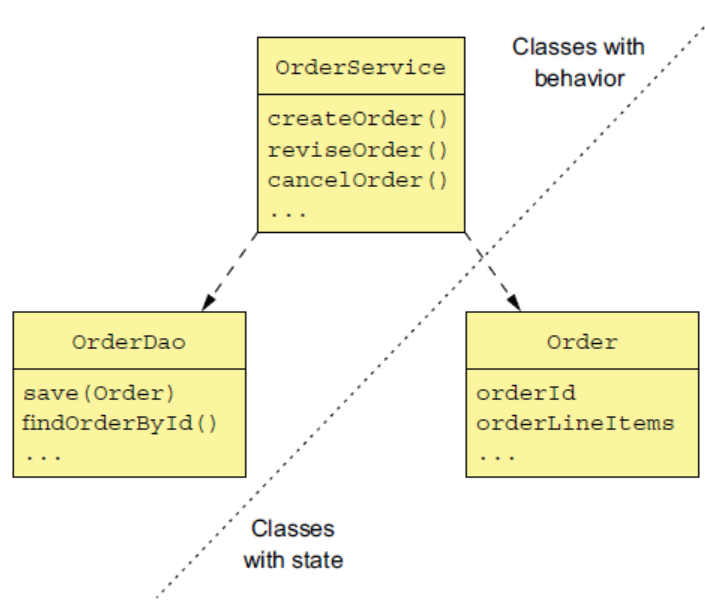 Classes with
behavior
OrderService
createOrder()
reviseOrder()
cancelOrder()
...
OrderDao
save(Order)
findOrderById()
...
Order
orderId
orderLineItems
...
Classes
with state